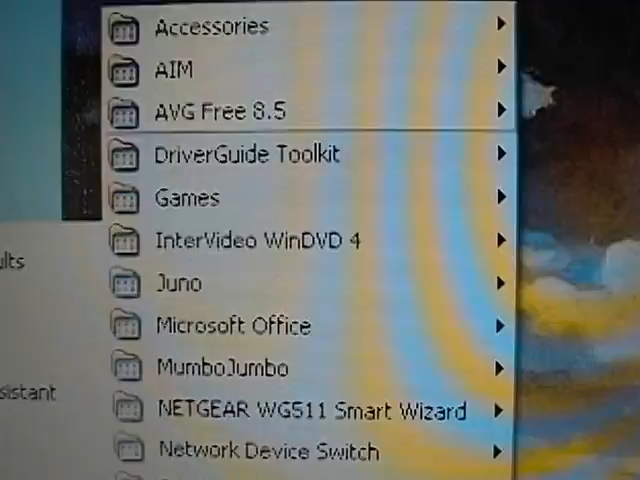 Accessories
AIM
AVG Free 8.5
DriverGuide Toolkit
Games
InterVideo WinDVD 4
ults
Juno
Microsoft Office
MumboJumbo
sistant
NETGEAR WG511 Smart Wizard
Network Device Switch